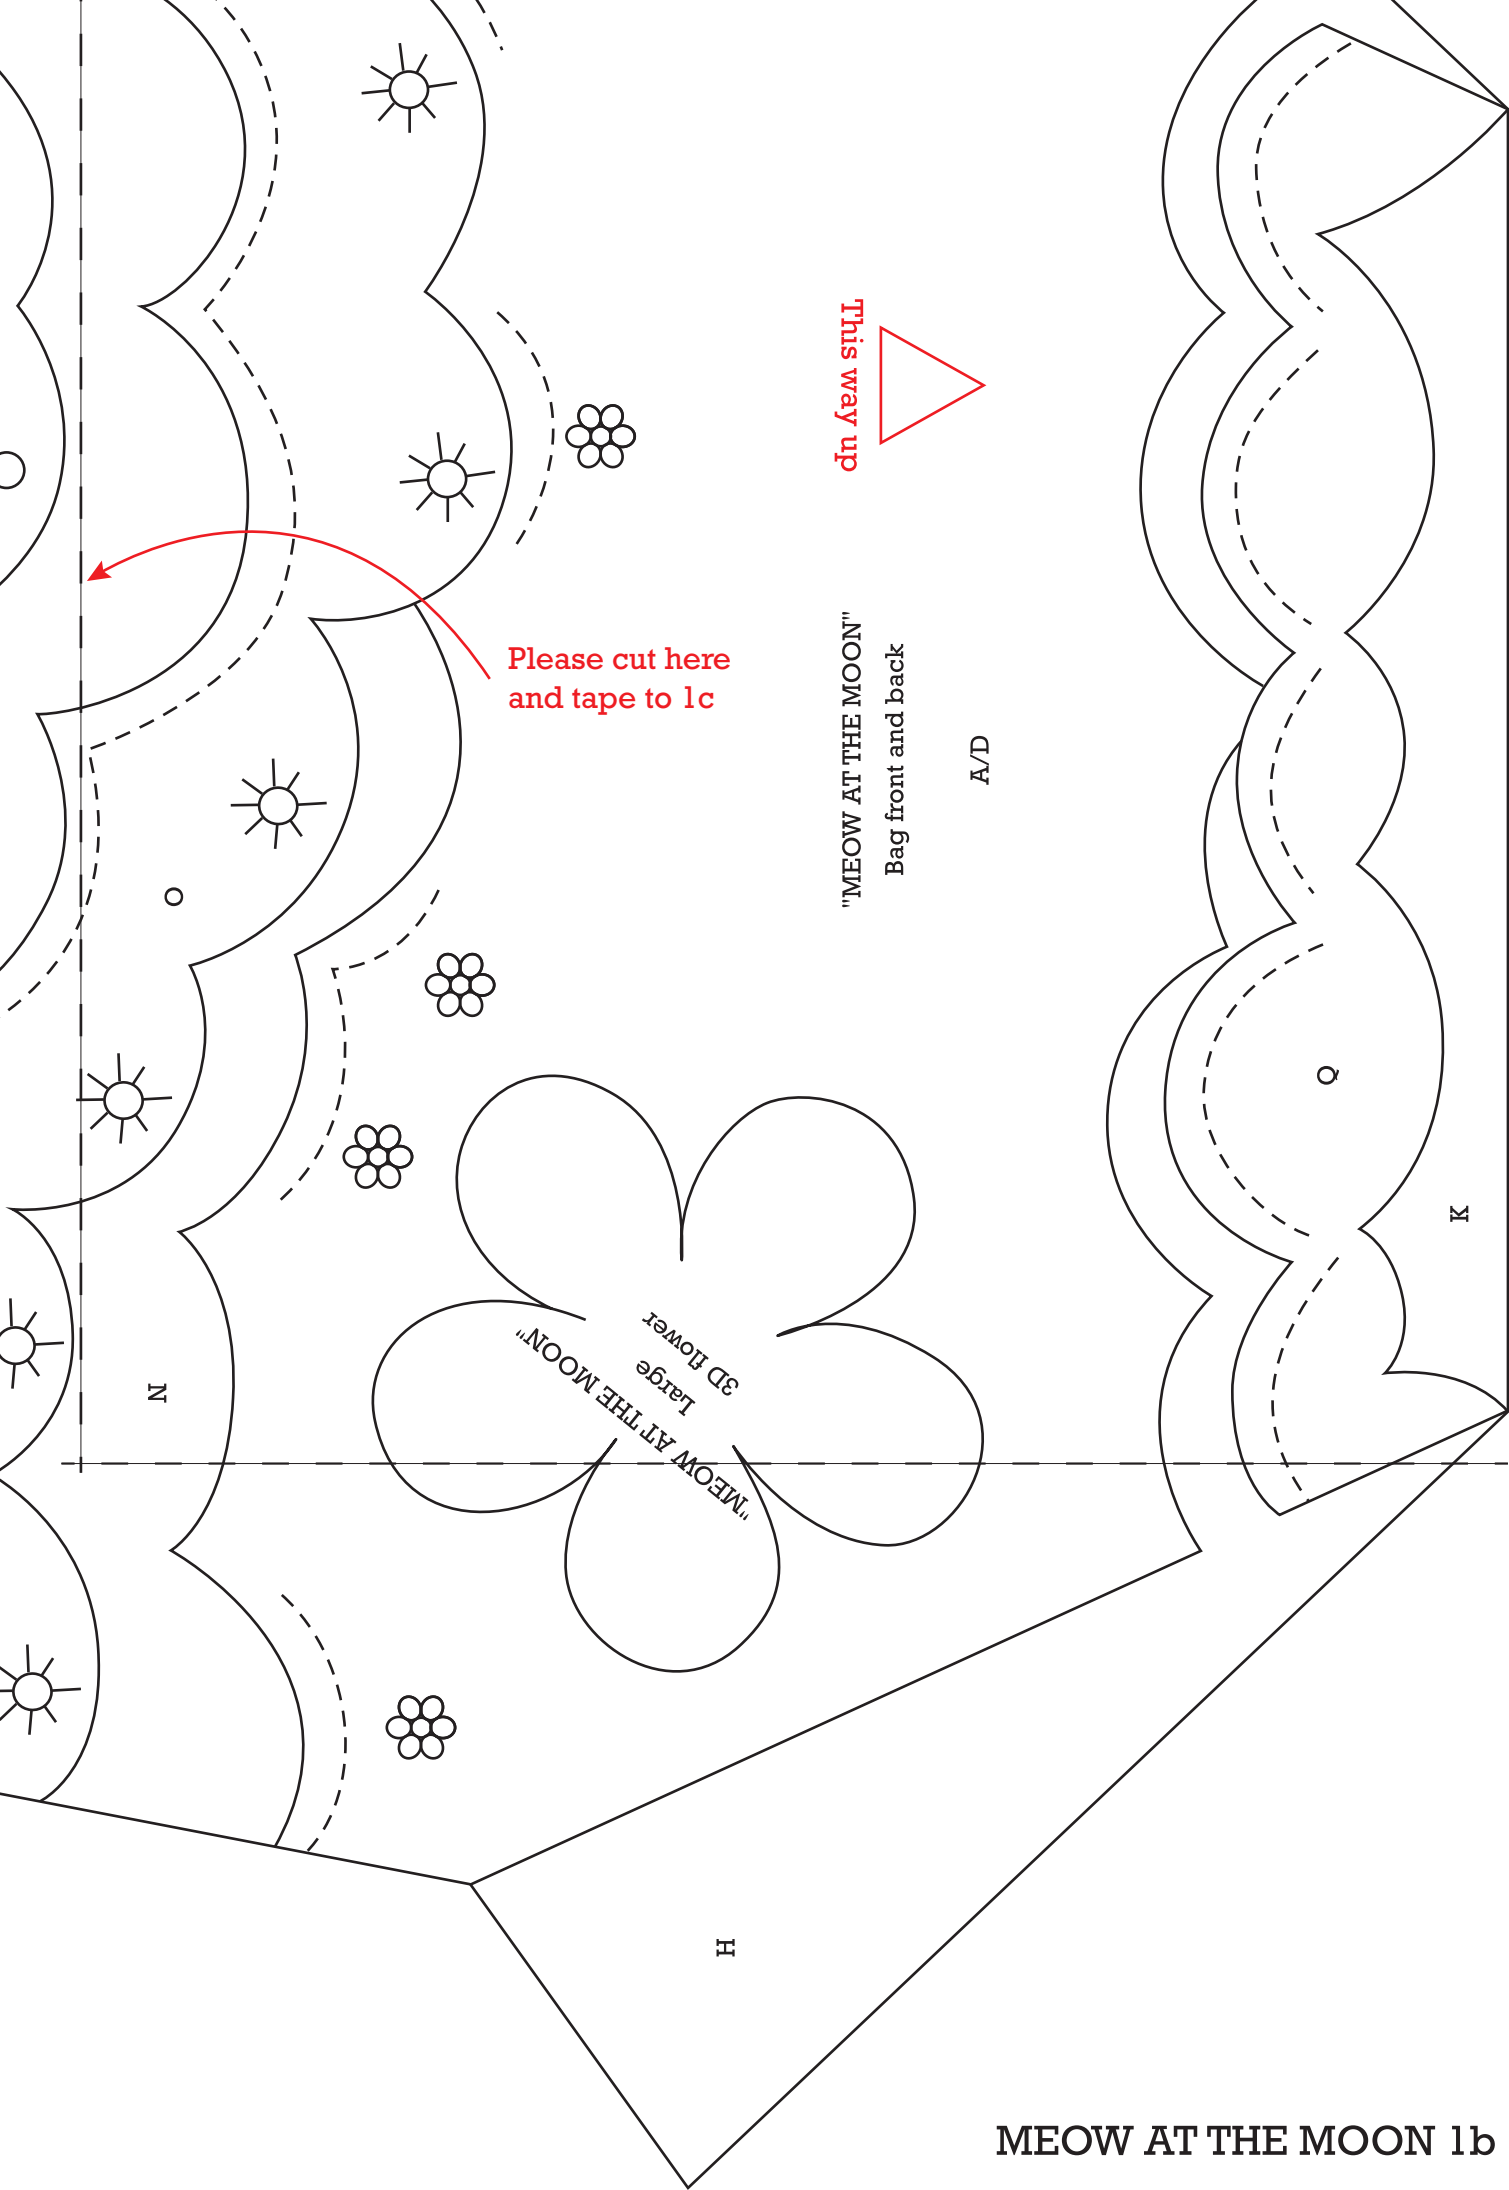 This way up
Please cut here
and tape to 1c
"MEOW AT THE MOON"
Bag front and back
A/D
O
Q
K
N
"MEOW AT THE MOON"
Large
3D flower
H
MEOW AT THE MOON 1b